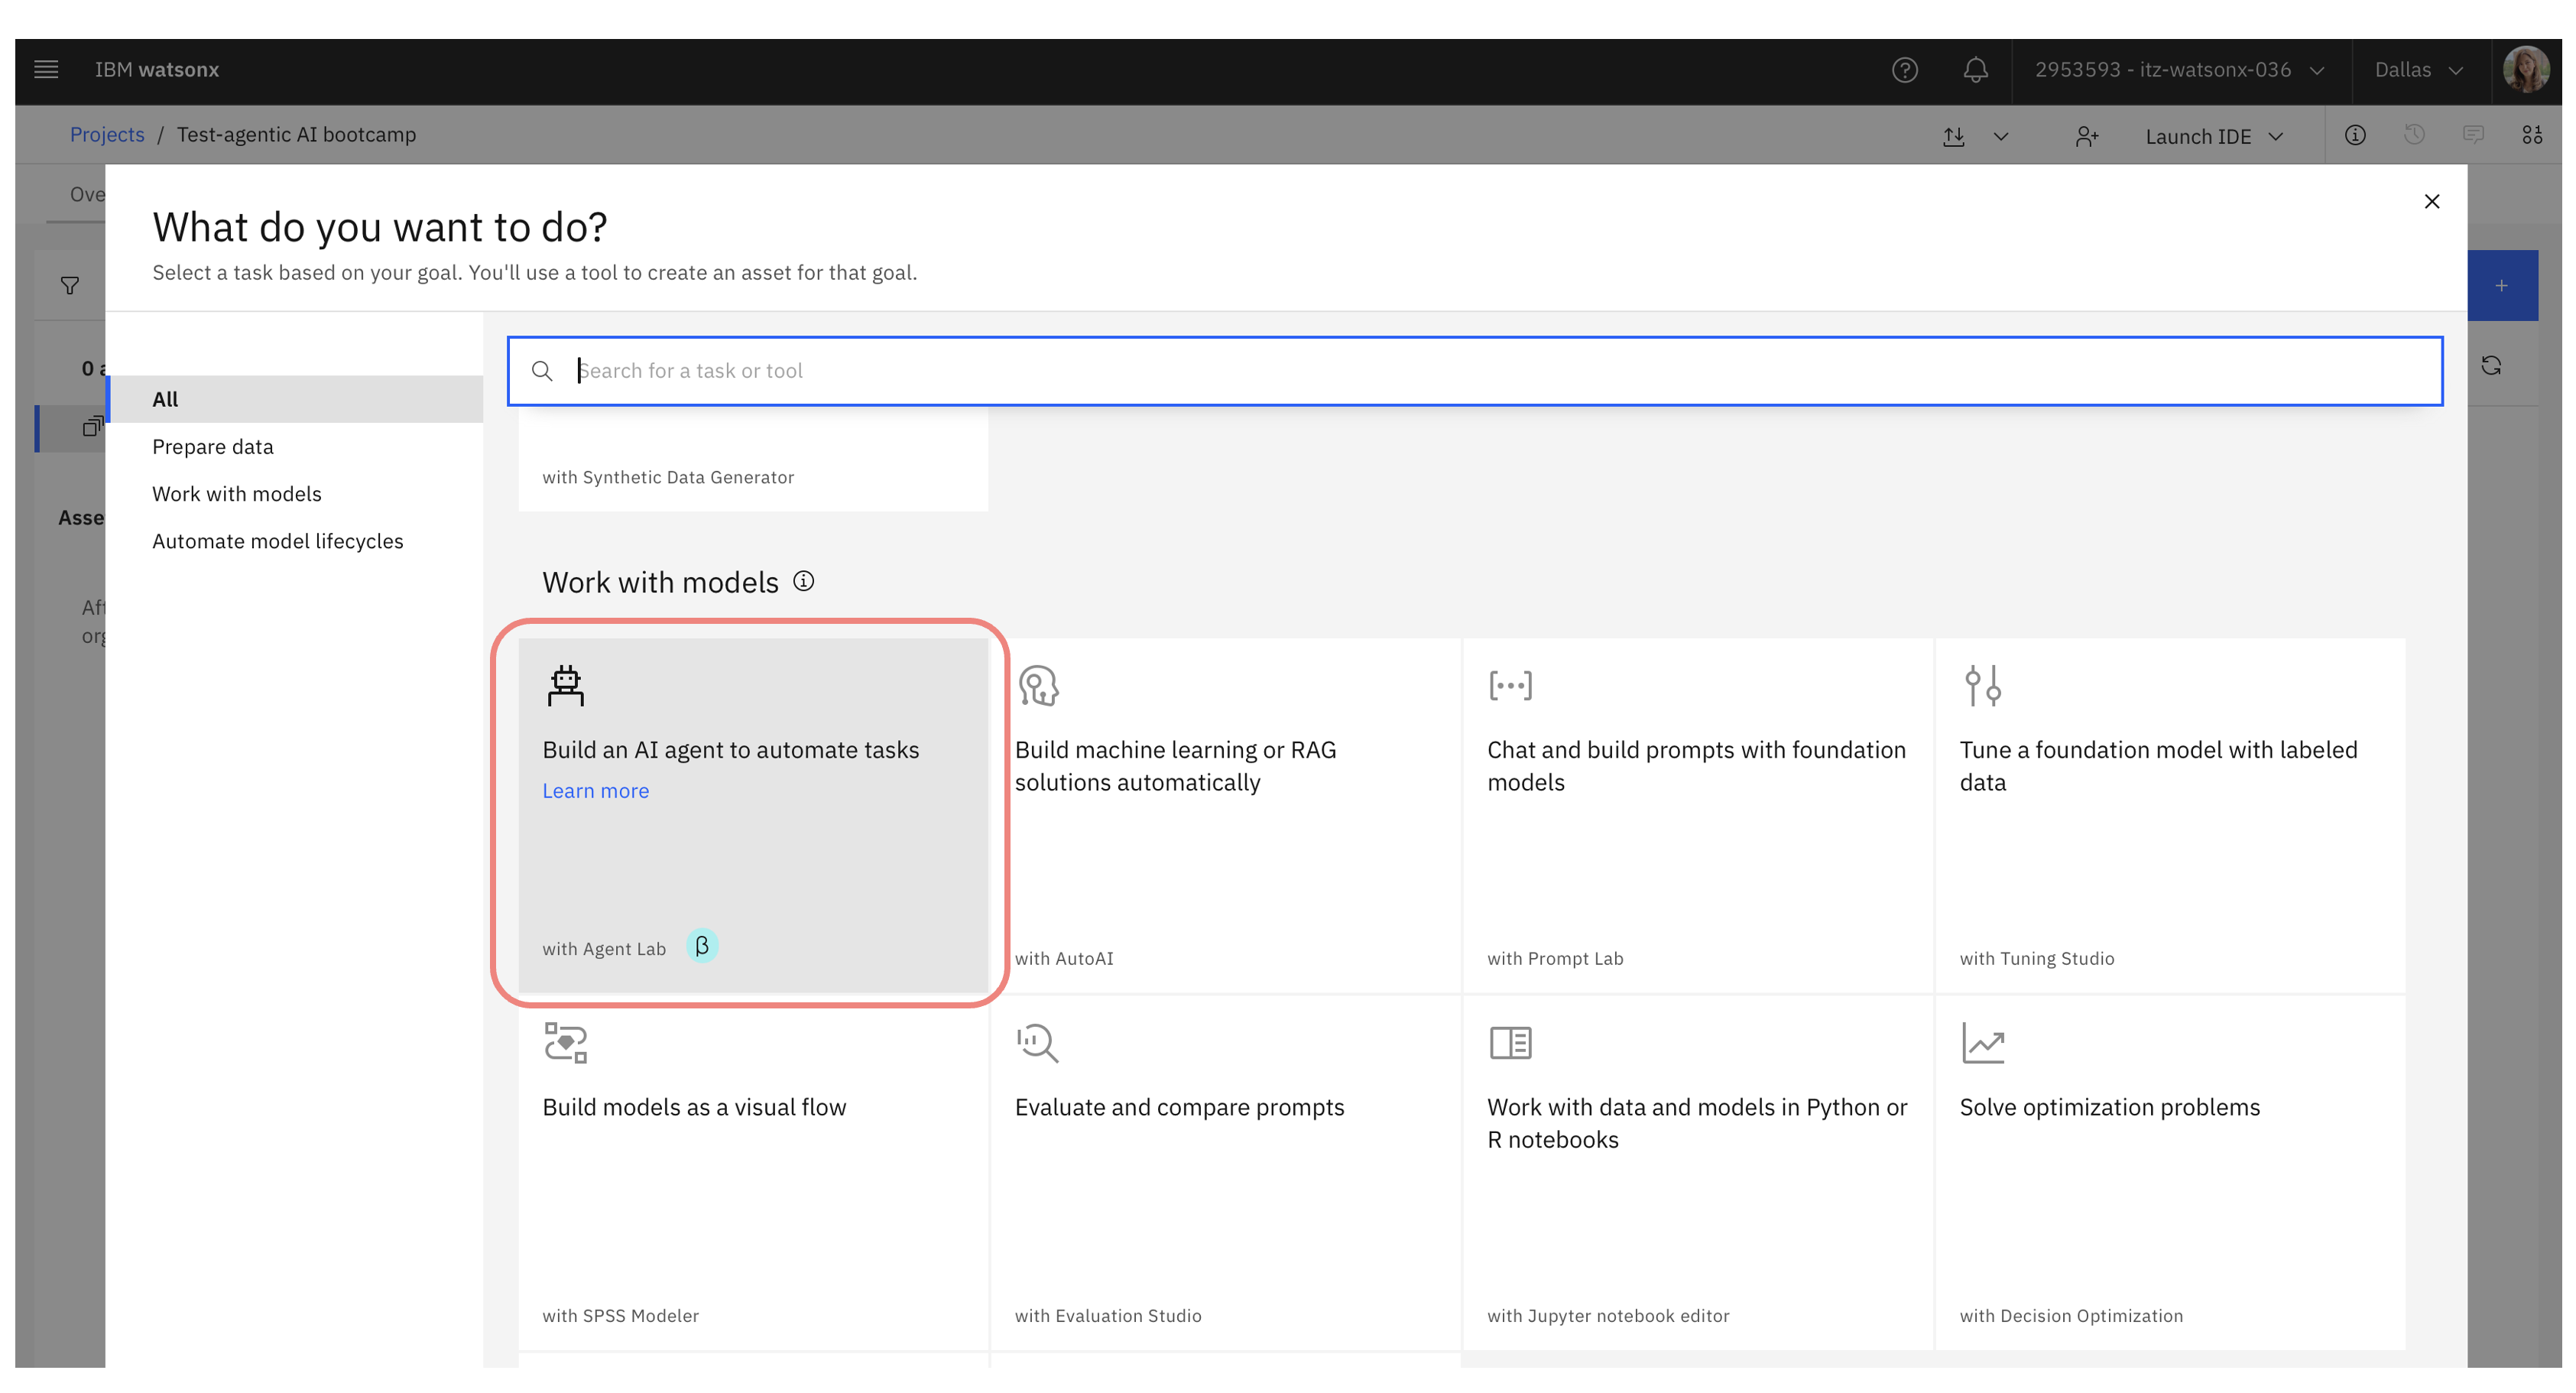 IBM watsonx
2953593 - itz-watsonx-036
Dallas
Projects / Test-agentic AI bootcamp
Launch IDE
Ove
What do you want to do?
Select a task based on your goal. You'll use a tool to create an asset for that goal.
+
0 a
Search for a task or tool
All
Prepare data
Work with models
Automate model lifecycles
Asse
Aft
org
with Synthetic Data Generator
Work with models
Build an AI agent to automate tasks
Learn more
with Agent Lab β
Build machine learning or RAG
solutions automatically
with AutoAI
Chat and build prompts with foundation
models
with Prompt Lab
Tune a foundation model with labeled
data
with Tuning Studio
Build models as a visual flow
with SPSS Modeler
Evaluate and compare prompts
with Evaluation Studio
Work with data and models in Python or
R notebooks
with Jupyter notebook editor
Solve optimization problems
with Decision Optimization